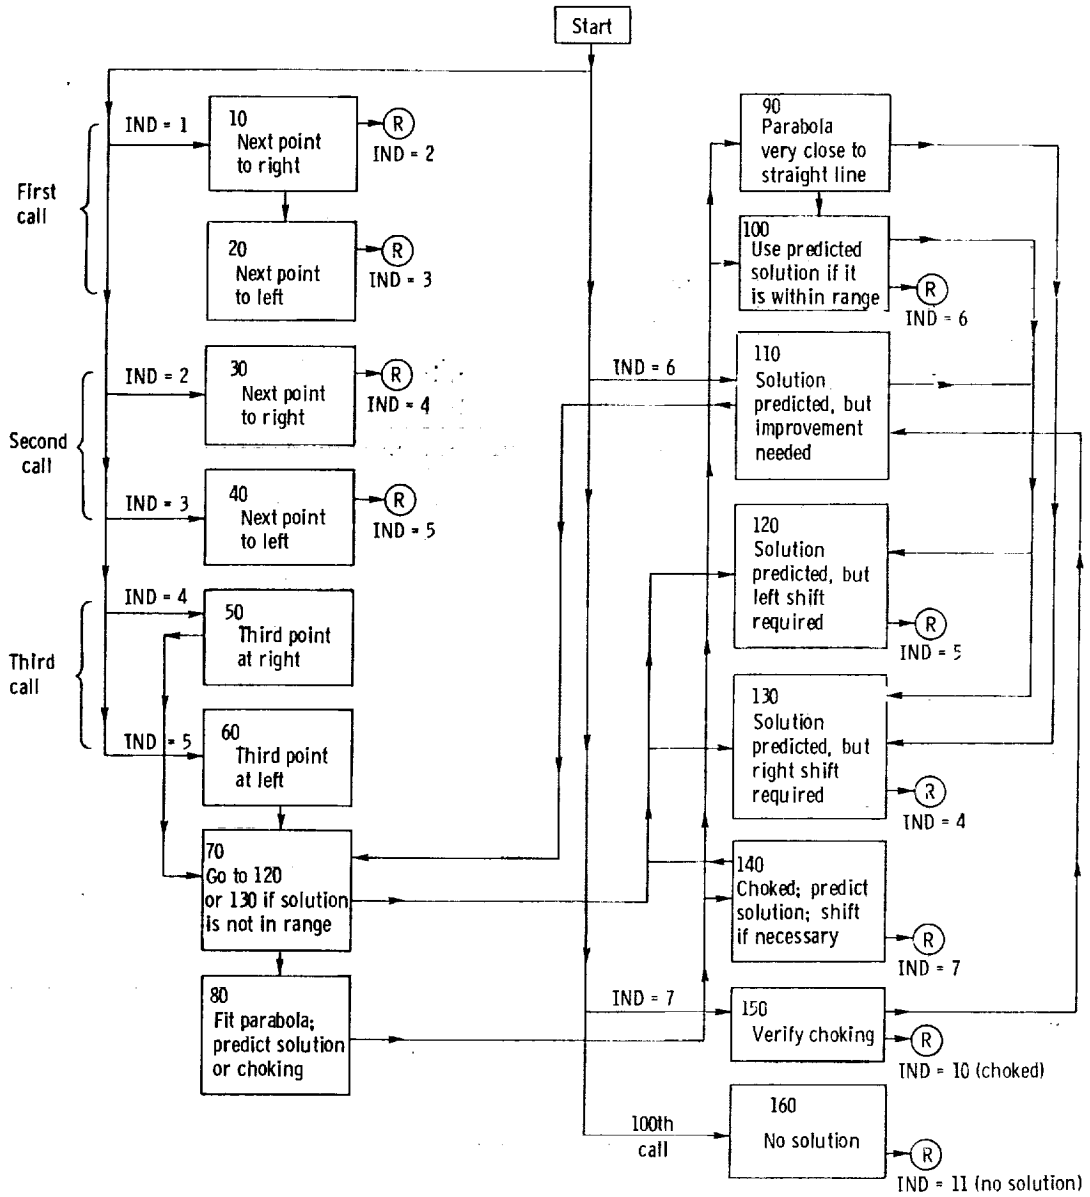 Start
First
call
IND = 1
10
Next point
to right
R
IND = 2
20
Next point
to left
R
IND = 3
Second
call
IND = 2
30
Next point
to right
R
IND = 4
IND = 3
40
Next point
to left
R
IND = 5
Third
call
IND = 4
50
Third point
at right
IND = 5
60
Third point
at left
70
Go to 120
or 130 if solution
is not in range
80
Fit parabola;
predict solution
or choking
90
Parabola
very close to
straight line
100
Use predicted
solution if it
is within range
R
IND = 6
IND = 6
110
Solution
predicted, but
improvement
needed
120
Solution
predicted, but
left shift
required
R
IND = 5
130
Solution
predicted, but
right shift
required
R
IND = 4
140
Choked; predict
solution; shift
if necessary
R
IND = 7
IND = 7
150
Verify choking
R
IND = 10 (choked)
100th
call
160
No solution
R
IND = 11 (no solution)